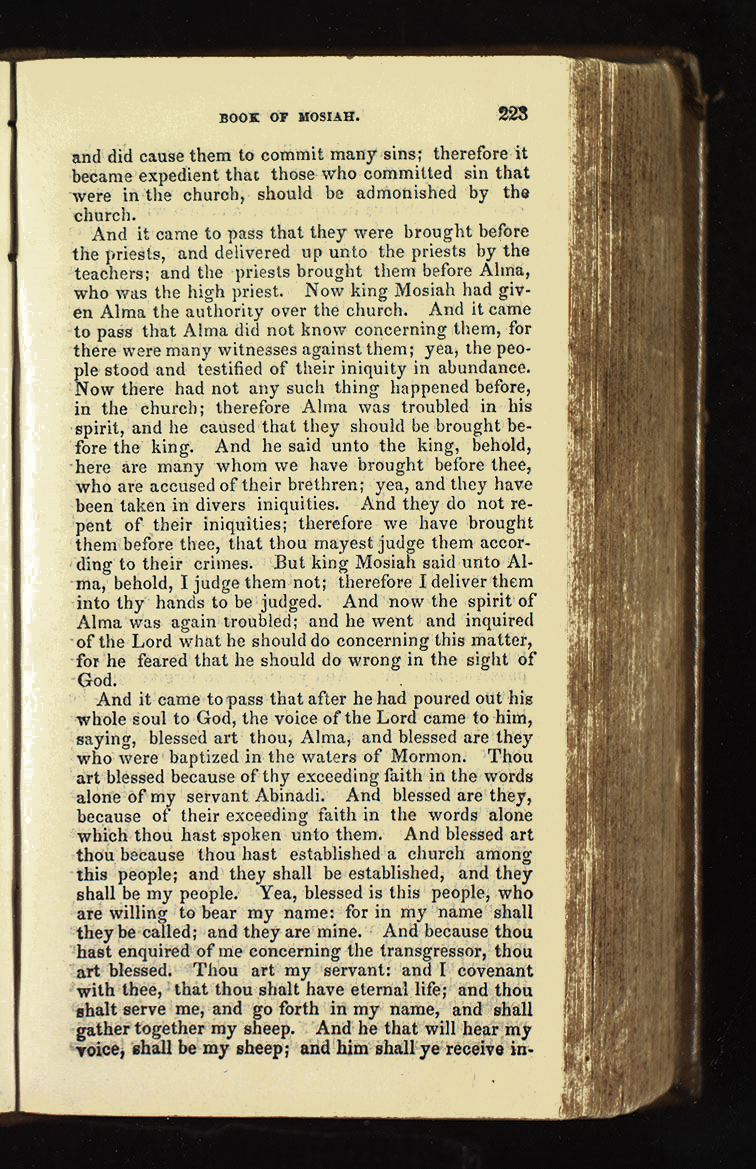 BOOK OF MOSIAH. 223
and did cause them to commit many sins; therefore it
became expedient that those who committed sin that
were in the church, should be admonished by the
church.
And it came to pass that they were brought before
the priests, and delivered up unto the priests by the
teachers; and the priests brought them before Alma,
who was the high priest. Now king Mosiah had giv-
en Alma the authority over the church. And it came
to pass that Alma did not know concerning them, for
there were many witnesses against them; yea, the peo-
ple stood and testified of their iniquity in abundance.
Now there had not any such thing happened before,
in the church; therefore Alma was troubled in his
spirit, and he caused that they should be brought be-
fore the king. And he said unto the king, behold,
here are many whom we have brought before thee,
who are accused of their brethren; yea, and they have
been taken in divers iniquities. And they do not re-
pent of their iniquities; therefore we have brought
them before thee, that thou mayest judge them accor-
ding to their crimes. But king Mosiah said unto Al-
ma, behold, I judge them not; therefore I deliver them
into thy hands to be judged. And now the spirit of
Alma was again troubled; and he went and inquired
of the Lord what he should do concerning this matter,
for he feared that he should do wrong in the sight of
God.
And it came to pass that after he had poured out his
whole soul to God, the voice of the Lord came to him,
saying, blessed art thou, Alma, and blessed are they
who were baptized in the waters of Mormon. Thou
art blessed because of thy exceeding faith in the words
alone of my servant Abinadi. And blessed are they,
because of their exceeding faith in the words alone
which thou hast spoken unto them. And blessed art
thou because thou hast established a church among
this people; and they shall be established, and they
shall be my people. Yea, blessed is this people, who
are willing to bear my name: for in my name shall
they be called; and they are mine. And because thou
hast enquired of me concerning the transgressor, thou
art blessed. Thou art my servant: and I covenant
with thee, that thou shalt have eternal life; and thou
shalt serve me, and go forth in my name, and shall
gather together my sheep. And he that will hear my
voice, shall be my sheep; and him shall ye receive in-